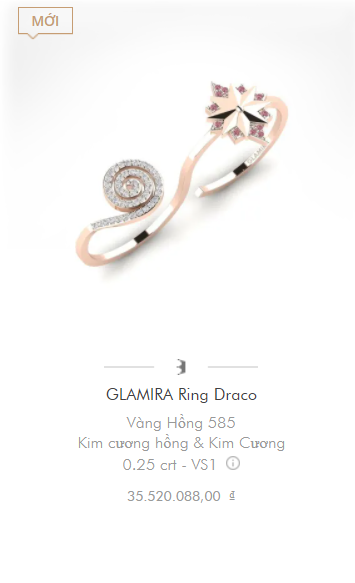 MỚI
GLAMIRA Ring Draco
Vàng Hồng 585
Kim cương hồng & Kim Cương
0.25 crt - VS1
35.520.088,00 ₫